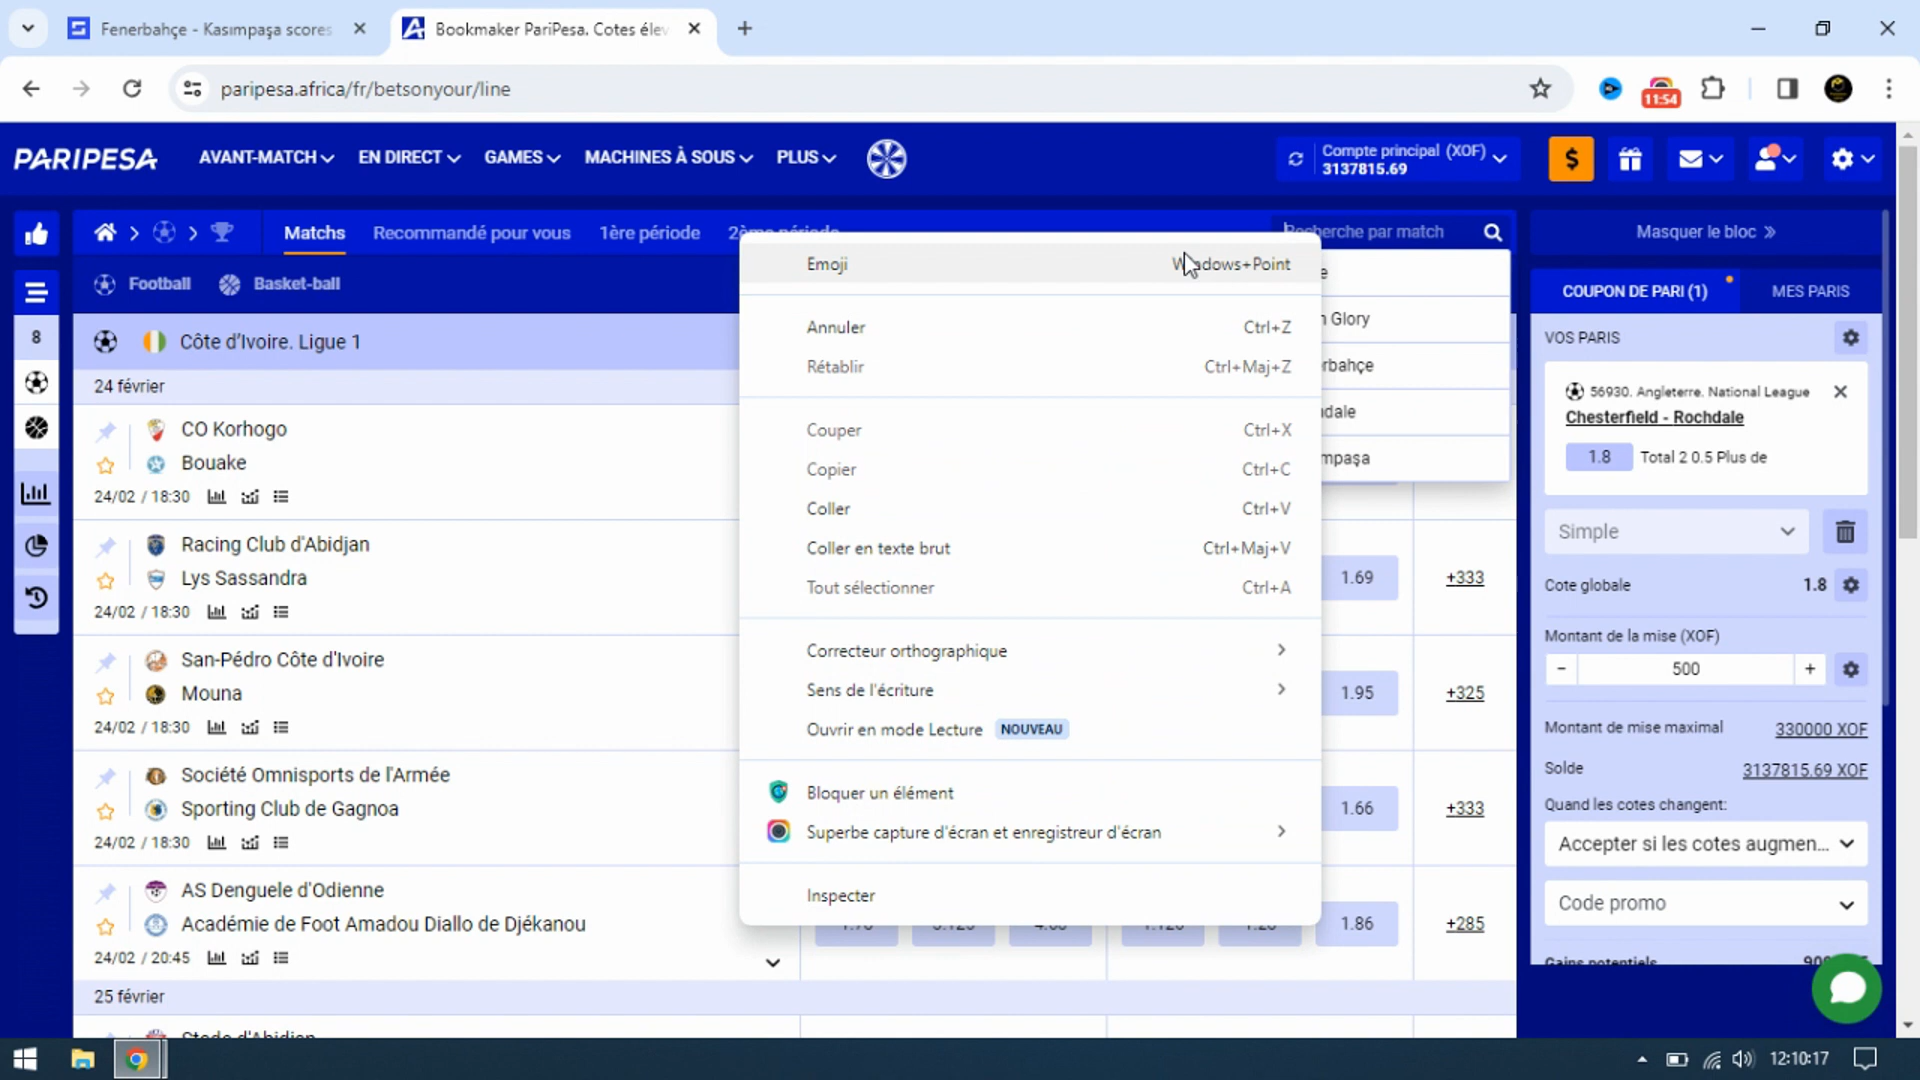 Fenerbahçe - Kasımpaşa scores
Bookmaker PariPesa. Cotes élev
paripesa.africa/fr/betsonyour/line
11:54
PARIPESA
AVANT-MATCH
EN DIRECT
GAMES
MACHINES À SOUS
PLUS
Compte principal (XOF)
3137815.69
Matchs
Recommandé pour vous
1ère période
2ème période
Recherche par match
Masquer le bloc
Football
Basket-ball
COUPON DE PARI (1)
MES PARIS
8
Côte d'Ivoire. Ligue 1
24 février
CO Korhogo
Bouake
24/02 / 18:30
Racing Club d'Abidjan
Lys Sassandra
24/02 / 18:30
1.69
+333
San-Pédro Côte d'Ivoire
Mouna
24/02 / 18:30
1.95
+325
Société Omnisports de l'Armée
Sporting Club de Gagnoa
24/02 / 18:30
1.66
+333
AS Denguele d'Odienne
Académie de Foot Amadou Diallo de Djékanou
24/02 / 20:45
1.86
+285
25 février
Emoji Windows+Point
Annuler Ctrl+Z
Rétablir Ctrl+Maj+Z
Couper Ctrl+X
Copier Ctrl+C
Coller Ctrl+V
Coller en texte brut Ctrl+Maj+V
Tout sélectionner Ctrl+A
Correcteur orthographique
Sens de l'écriture
Ouvrir en mode Lecture NOUVEAU
Bloquer un élément
Superbe capture d'écran et enregistreur d'écran
Inspecter
e
n Glory
rbahçe
dale
mpaşa
VOS PARIS
56930. Angleterre. National League
Chesterfield - Rochdale
1.8 Total 2 0.5 Plus de
Simple
Cote globale 1.8
Montant de la mise (XOF)
- 500 +
Montant de mise maximal 330000 XOF
Solde 3137815.69 XOF
Quand les cotes changent:
Accepter si les cotes augmen...
Code promo
Gains potentiels
12:10:17